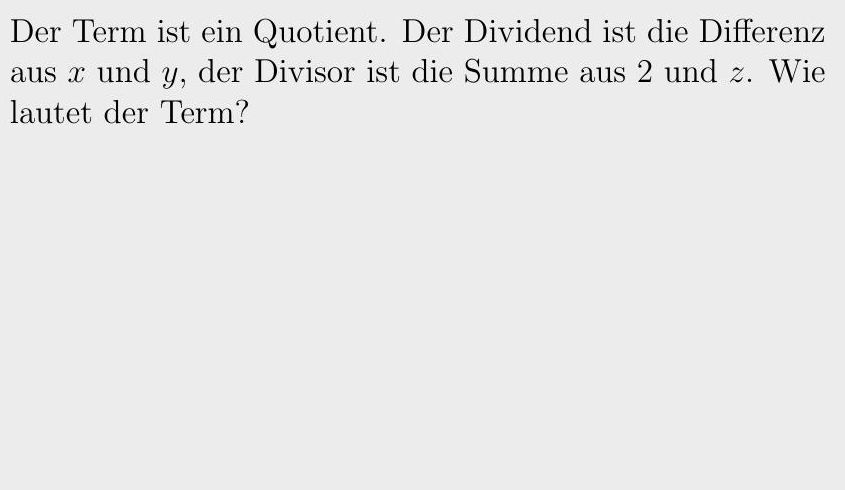 Der Term ist ein Quotient. Der Dividend ist die Differenz
aus x und y, der Divisor ist die Summe aus 2 und z. Wie
lautet der Term?